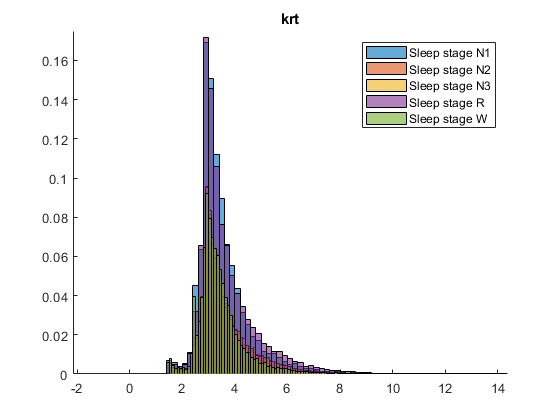 krt
Sleep stage N1
Sleep stage N2
Sleep stage N3
Sleep stage R
Sleep stage W
0.16
0.14
0.12
0.1
0.08
0.06
0.04
0.02
0
-2 0 2 4 6 8 10 12 14